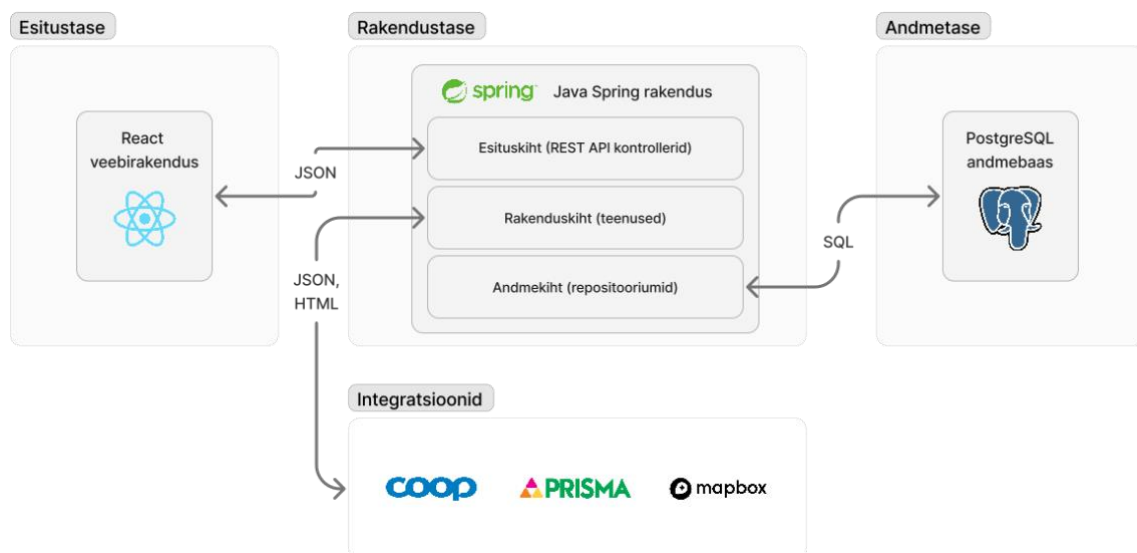 Esitustase
Rakendustase
Andmetase
React
veebirakendus
JSON
spring
Java Spring rakendus
Esituskiht (REST API kontrollerid)
Rakenduskiht (teenused)
Andmekiht (repositooriumid)
SQL
PostgreSQL
andmebaas
JSON,
HTML
Integratsioonid
coop
PRISMA
mapbox